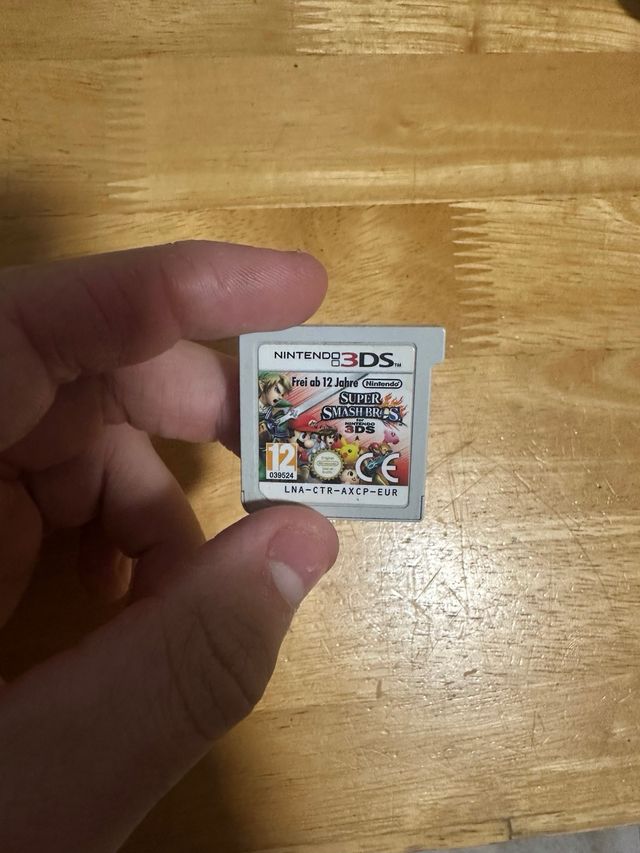 NINTENDO 3DS™
Frei ab 12 Jahre Nintendo
SUPER
SMASH BROS.
for
NINTENDO
3DS
12
039524
CE
LNA-CTR-AXCP-EUR